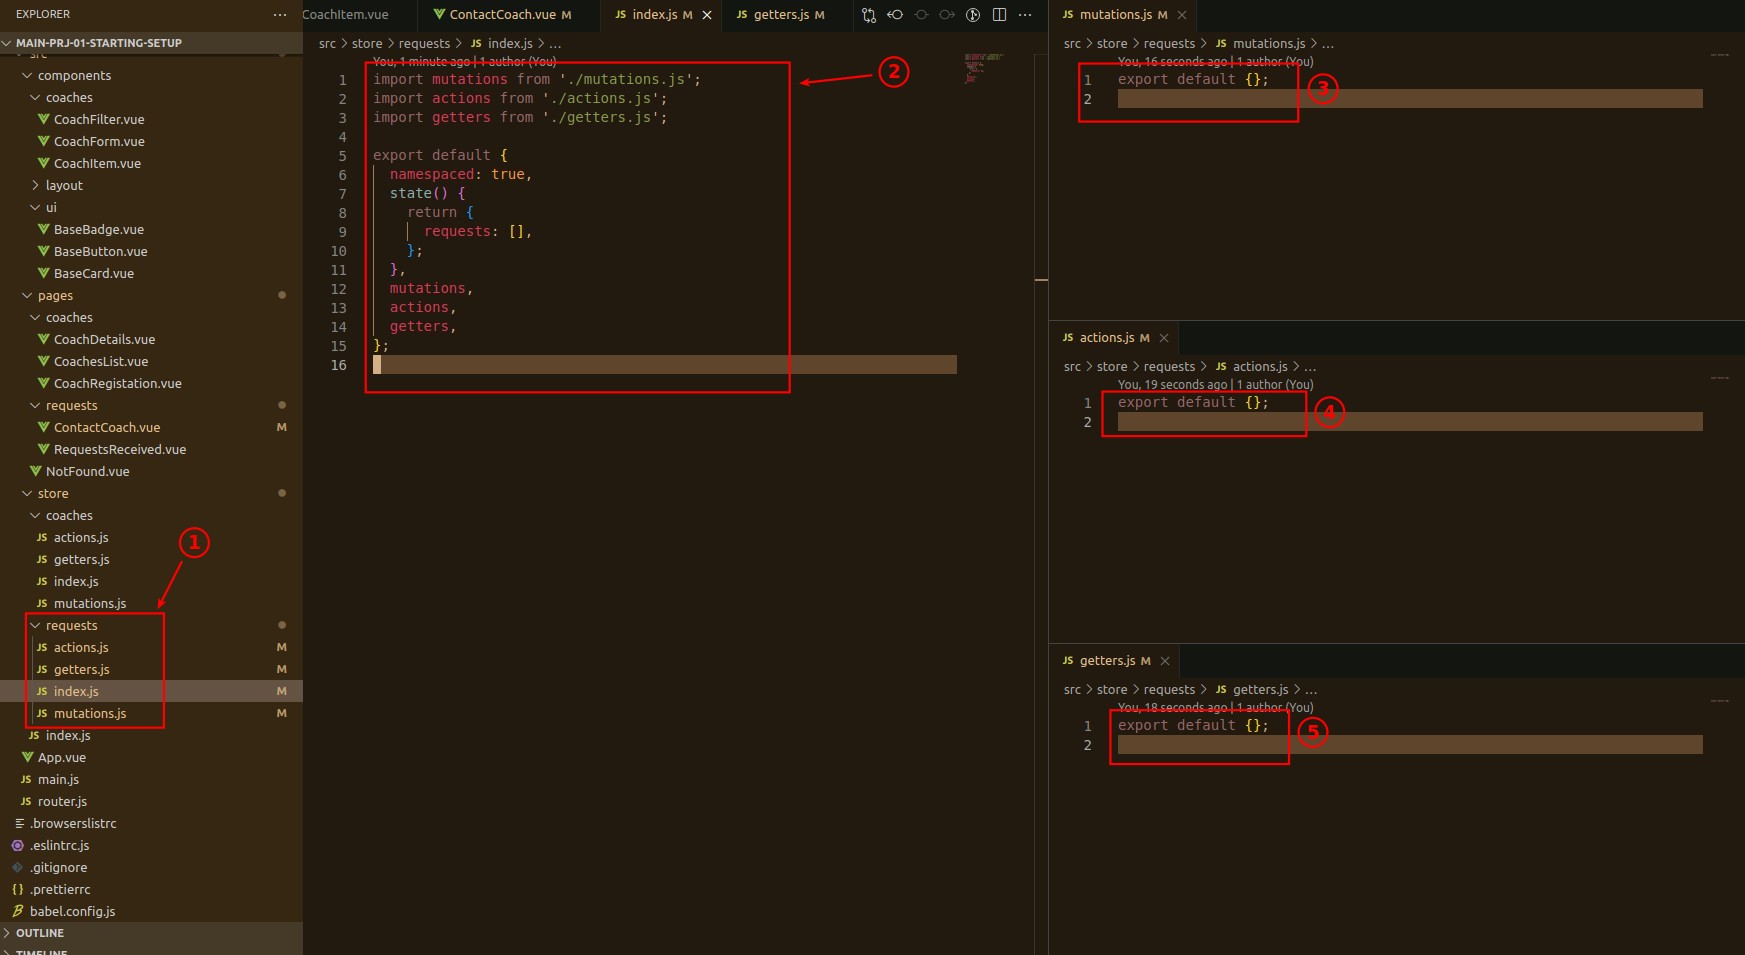 EXPLORER ...
MAIN-PRJ-01-STARTING-SETUP
src
components
coaches
CoachFilter.vue
CoachForm.vue
CoachItem.vue
layout
ui
BaseBadge.vue
BaseButton.vue
BaseCard.vue
pages
coaches
CoachDetails.vue
CoachesList.vue
CoachRegistation.vue
requests
ContactCoach.vue M
RequestsReceived.vue
NotFound.vue
store
coaches
JS actions.js
JS getters.js
JS index.js
JS mutations.js
1
requests
JS actions.js M
JS getters.js M
JS index.js M
JS mutations.js M
JS index.js
App.vue
JS main.js
JS router.js
.browserslistrc
.eslintrc.js
.gitignore
{} .prettierrc
babel.config.js
OUTLINE
TIMELINE
CoachItem.vue ContactCoach.vue M JS index.js M × JS getters.js M ...
src > store > requests > JS index.js > ...
You, 1 minute ago | 1 author (You)
1 import mutations from './mutations.js';
2 import actions from './actions.js';
3 import getters from './getters.js';
4
5 export default {
6 namespaced: true,
7 state() {
8 return {
9 requests: [],
10 };
11 },
12 mutations,
13 actions,
14 getters,
15 };
16
2
JS mutations.js M ×
src > store > requests > JS mutations.js > ...
You, 16 seconds ago | 1 author (You)
1 export default {};
2
3
JS actions.js M ×
src > store > requests > JS actions.js > ...
You, 19 seconds ago | 1 author (You)
1 export default {};
2
4
JS getters.js M ×
src > store > requests > JS getters.js > ...
You, 18 seconds ago | 1 author (You)
1 export default {};
2
5